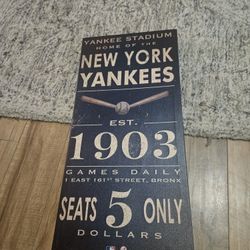 YANKEE STADIUM
HOME OF THE
NEW YORK
YANKEES
EST.
1903
GAMES DAILY
1 EAST 161ST STREET, BRONX
SEATS 5 ONLY
DOLLARS